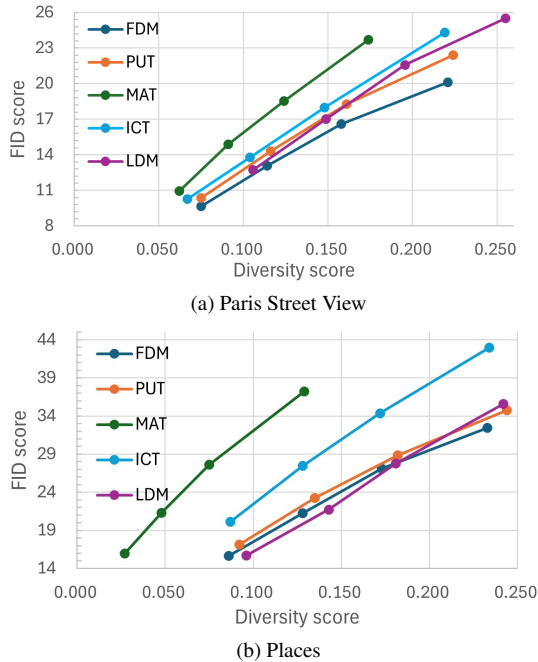 26
23
20
17
14
11
8
FID score
FDM
PUT
MAT
ICT
LDM
0.000 0.050 0.100 0.150 0.200 0.250
Diversity score
(a) Paris Street View
44
39
34
29
24
19
14
FID score
FDM
PUT
MAT
ICT
LDM
0.000 0.050 0.100 0.150 0.200 0.250
Diversity score
(b) Places